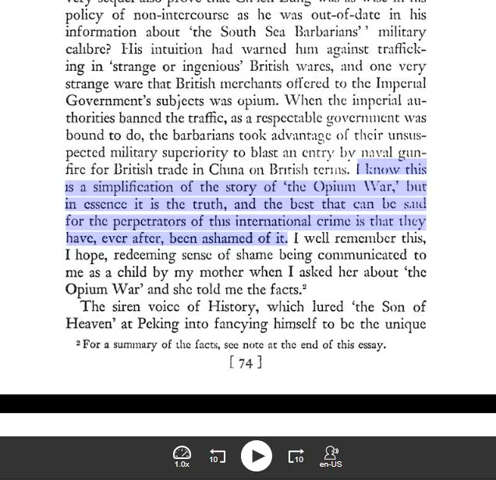 very sequel also prove that Ch'ien Lung was as wise in his
policy of non-intercourse as he was out-of-date in his
information about 'the South Sea Barbarians'' military
calibre? His intuition had warned him against traffick-
ing in 'strange or ingenious' British wares, and one very
strange ware that British merchants offered to the Imperial
Government's subjects was opium. When the imperial au-
thorities banned the traffic, as a respectable government was
bound to do, the barbarians took advantage of their unsus-
pected military superiority to blast an entry by naval gun-
fire for British trade in China on British terms. I know this
is a simplification of the story of 'the Opium War,' but
in essence it is the truth, and the best that can be said
for the perpetrators of this international crime is that they
have, ever after, been ashamed of it. I well remember this,
I hope, redeeming sense of shame being communicated to
me as a child by my mother when I asked her about 'the
Opium War' and she told me the facts.²
The siren voice of History, which lured 'the Son of
Heaven' at Peking into fancying himself to be the unique
² For a summary of the facts, see note at the end of this essay.
[ 74 ]
1.0x
10
10
en-US